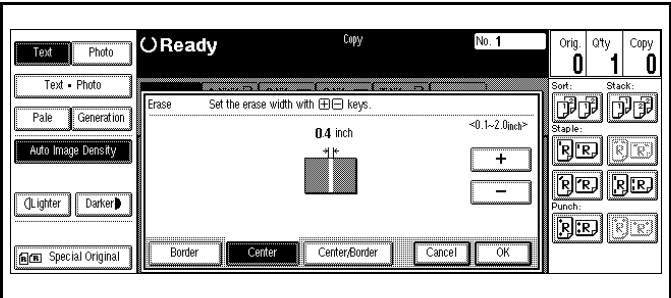 Text
Photo
Ready
Copy
No. 1
Orig.
Q'ty
Copy
0
1
0
Text • Photo
Pale
Generation
Auto Image Density
Lighter
Darker
Special Original
Erase
Set the erase width with ⊞⊟ keys.
0.4 inch
<0.1~2.0inch>
+
−
Border
Center
Center/Border
Cancel
OK
Sort:
Stack:
Staple:
Punch: